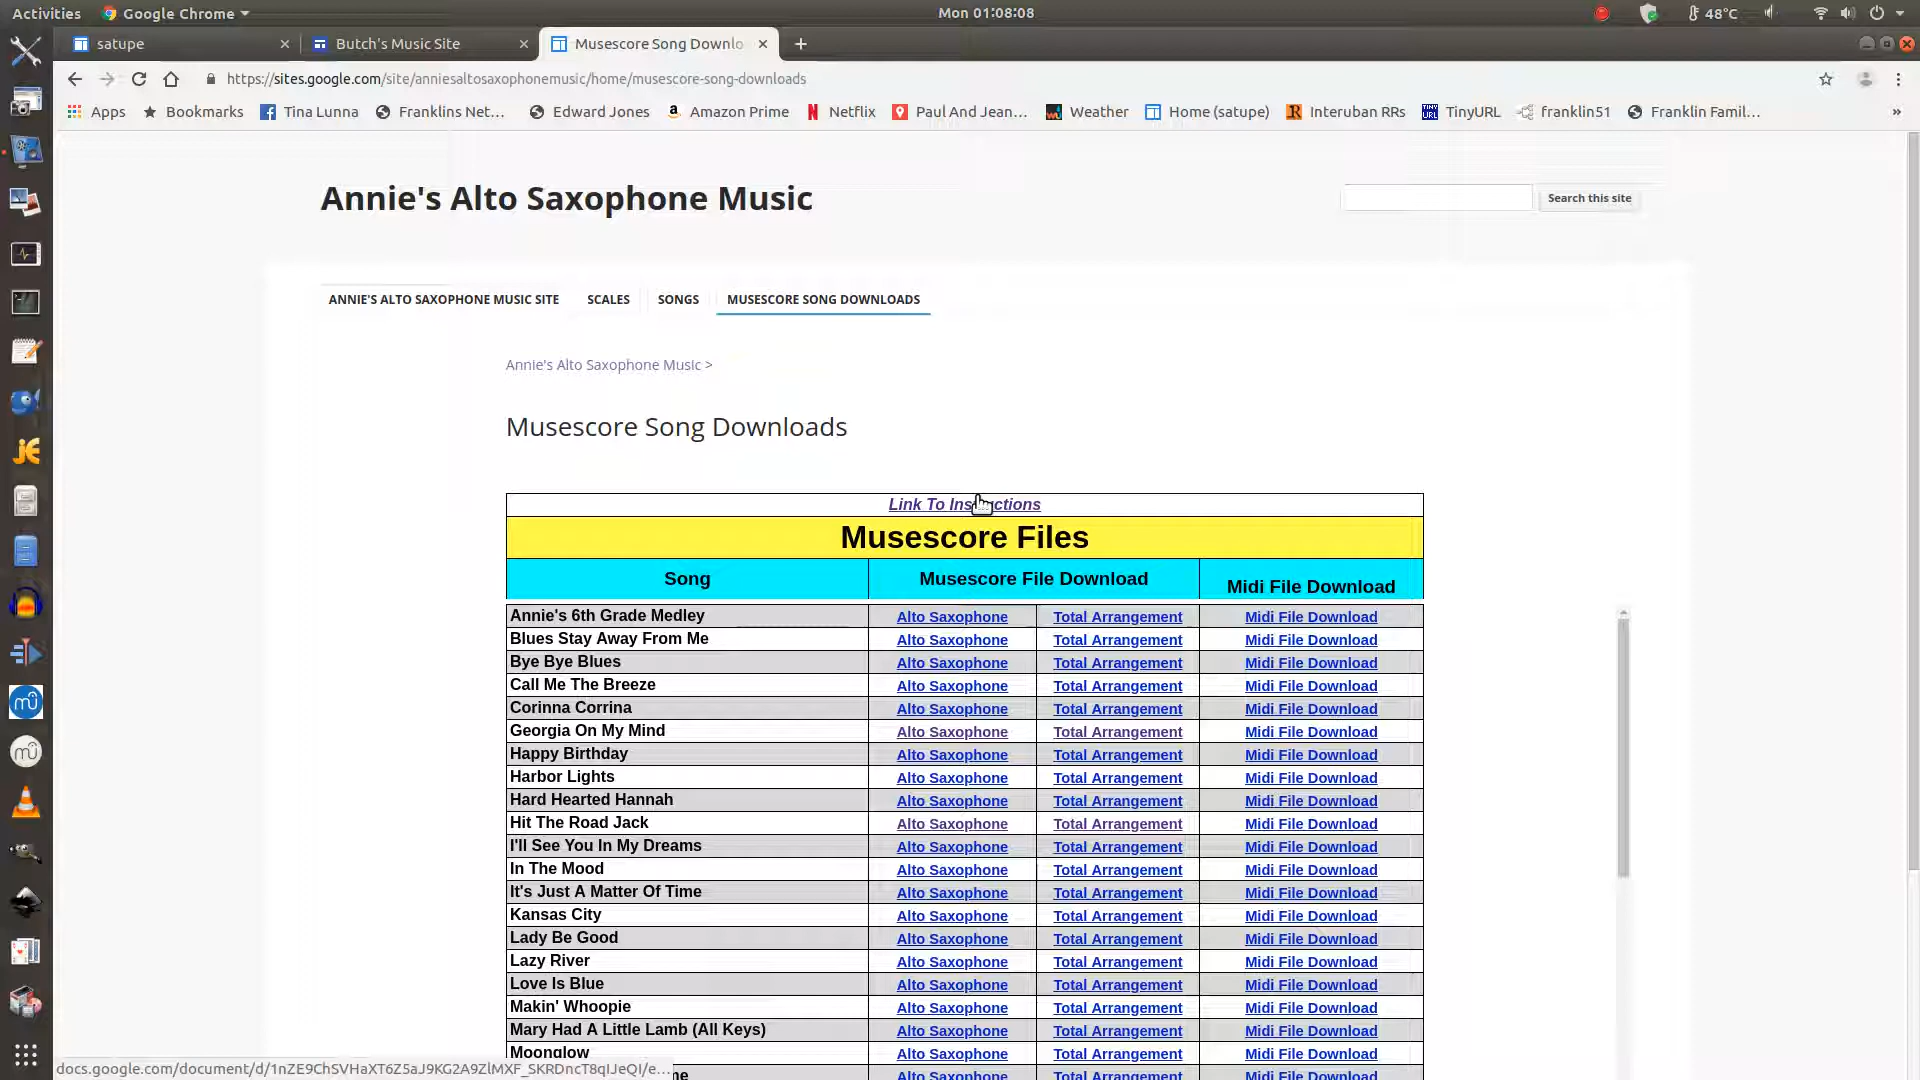 Activities Google Chrome Mon 01:08:08 48°C
satupe Butch's Music Site Musescore Song Downlo
https://sites.google.com/site/anniesaltosaxophonemusic/home/musescore-song-downloads
Apps Bookmarks Tina Lunna Franklins Net... Edward Jones Amazon Prime Netflix Paul And Jean... Weather Home (satupe) Interuban RRs TinyURL franklin51 Franklin Famil... »
Annie's Alto Saxophone Music
Search this site
ANNIE'S ALTO SAXOPHONE MUSIC SITE SCALES SONGS MUSESCORE SONG DOWNLOADS
Annie's Alto Saxophone Music >
Musescore Song Downloads
Link To Instructions
Musescore Files
Song Musescore File Download Midi File Download
Annie's 6th Grade Medley Alto Saxophone Total Arrangement Midi File Download
Blues Stay Away From Me Alto Saxophone Total Arrangement Midi File Download
Bye Bye Blues Alto Saxophone Total Arrangement Midi File Download
Call Me The Breeze Alto Saxophone Total Arrangement Midi File Download
Corinna Corrina Alto Saxophone Total Arrangement Midi File Download
Georgia On My Mind Alto Saxophone Total Arrangement Midi File Download
Happy Birthday Alto Saxophone Total Arrangement Midi File Download
Harbor Lights Alto Saxophone Total Arrangement Midi File Download
Hard Hearted Hannah Alto Saxophone Total Arrangement Midi File Download
Hit The Road Jack Alto Saxophone Total Arrangement Midi File Download
I'll See You In My Dreams Alto Saxophone Total Arrangement Midi File Download
In The Mood Alto Saxophone Total Arrangement Midi File Download
It's Just A Matter Of Time Alto Saxophone Total Arrangement Midi File Download
Kansas City Alto Saxophone Total Arrangement Midi File Download
Lady Be Good Alto Saxophone Total Arrangement Midi File Download
Lazy River Alto Saxophone Total Arrangement Midi File Download
Love Is Blue Alto Saxophone Total Arrangement Midi File Download
Makin' Whoopie Alto Saxophone Total Arrangement Midi File Download
Mary Had A Little Lamb (All Keys) Alto Saxophone Total Arrangement Midi File Download
Moonglow Alto Saxophone Total Arrangement Midi File Download
Alto Saxophone Total Arrangement Midi File Download